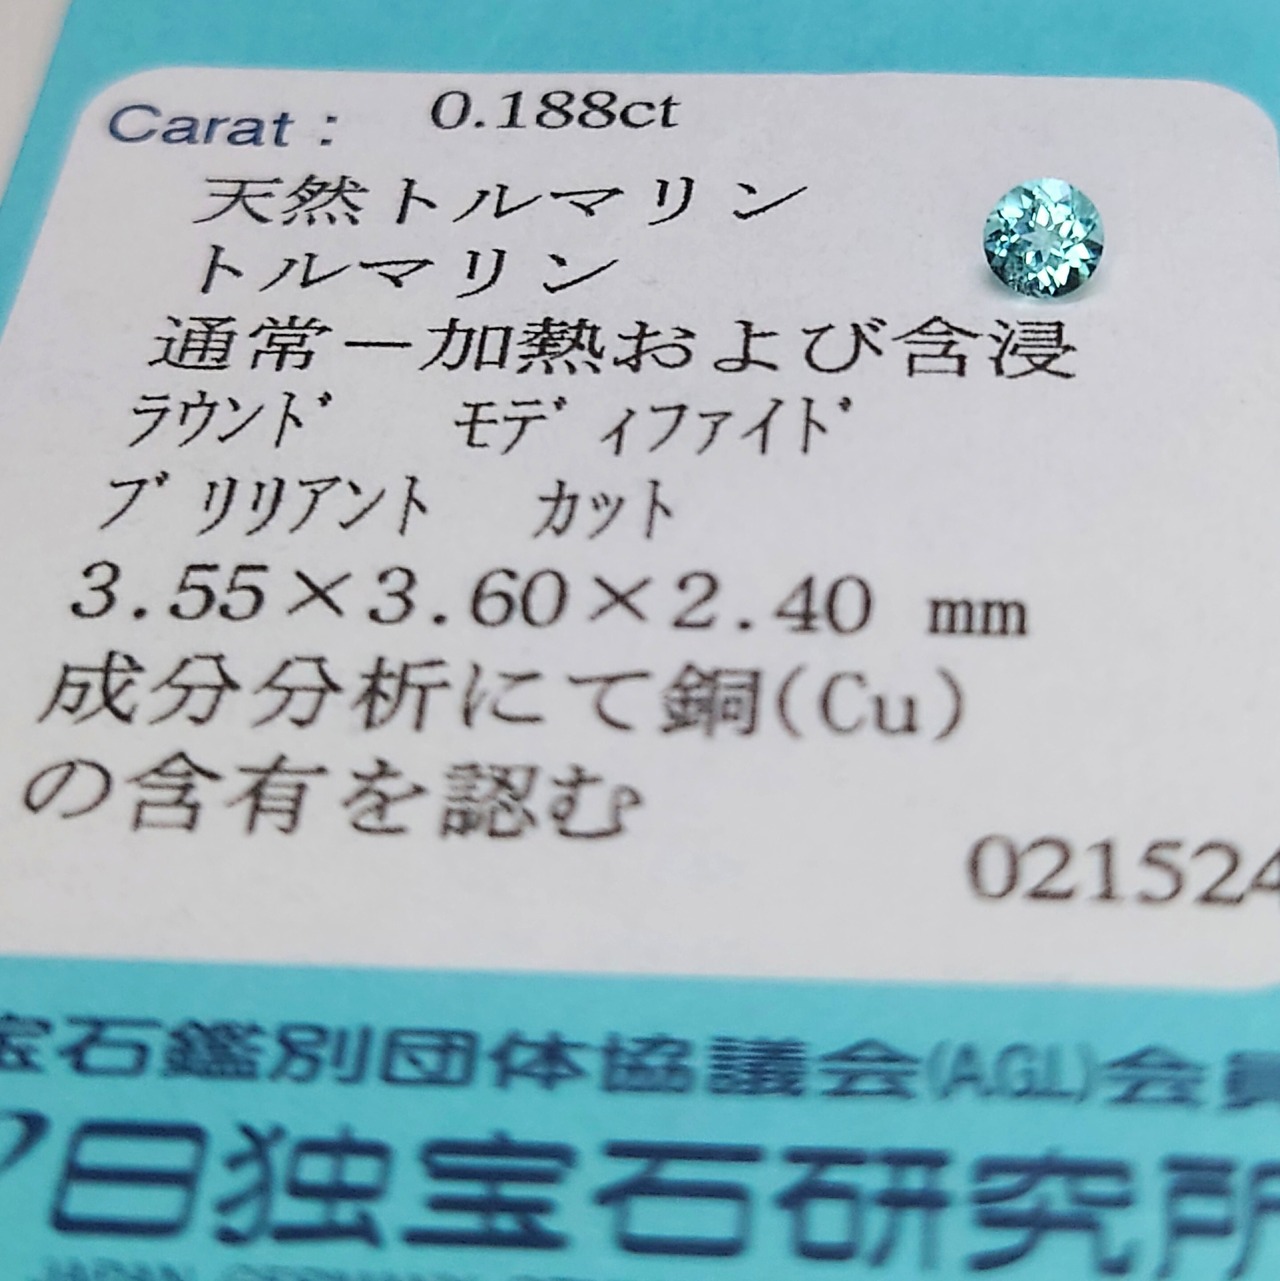 Carat : 0.188ct
天然トルマリン
トルマリン
通常－加熱および含浸
ﾗｳﾝﾄﾞ ﾓﾃﾞｨﾌｧｲﾄﾞ
ﾌﾞﾘﾘｱﾝﾄ ｶｯﾄ
3.55×3.60×2.40 mm
成分分析にて銅(Cu)
の含有を認む
021524
宝石鑑別団体協議会(AGL)会員
日独宝石研究所